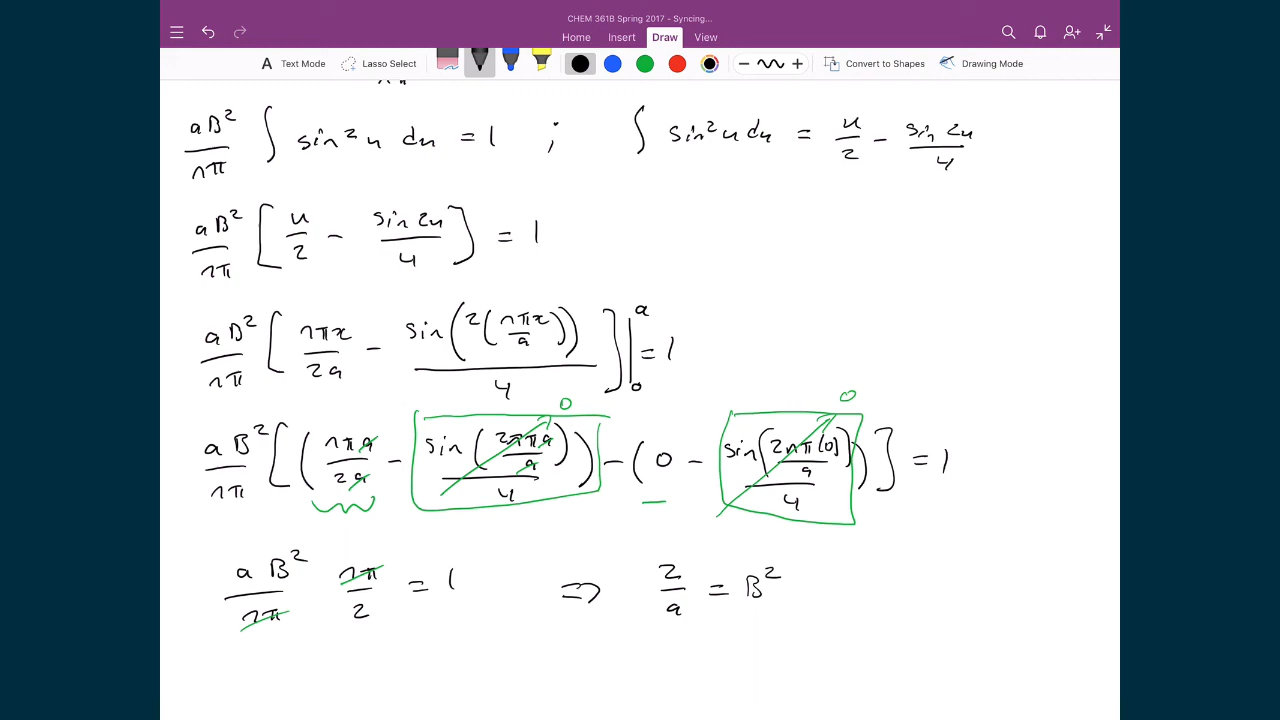 CHEM 361B Spring 2017 - Syncing...
Home Insert Draw View
A Text Mode Lasso Select Convert to Shapes Drawing Mode
nπ
aB²/nπ ∫ sin² u du = 1 ; ∫ sin² u du = u/2 - sin 2u/4
aB²/nπ [ u/2 - sin 2u/4 ] = 1
aB²/nπ [ nπx/2a - sin(2(nπx/a))/4 ] |₀ᵃ = 1
0 0
aB²/nπ [ ( nπa/2a - sin(2nπa/a)/4 ) - ( 0 - sin(2nπ(0)/a)/4 ) ] = 1
aB²/nπ nπ/2 = 1 ⇒ 2/a = B²